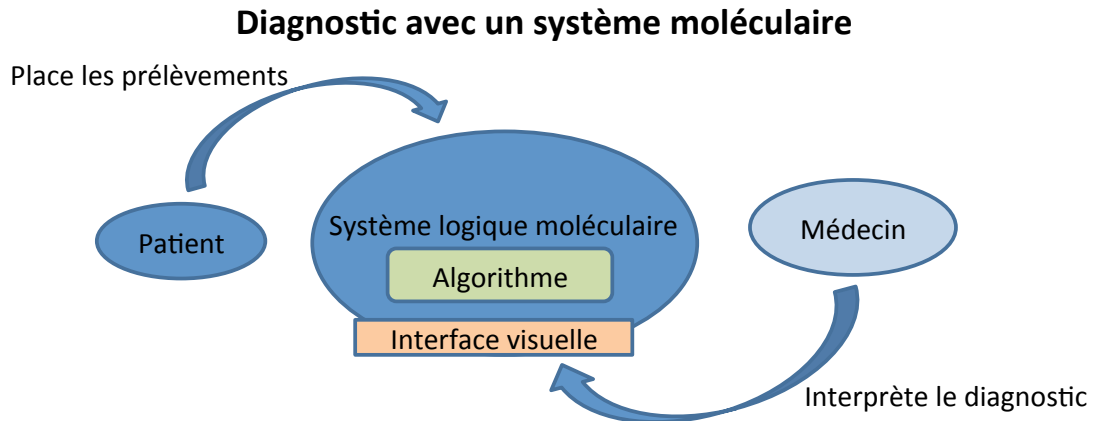 Diagnostic avec un système moléculaire
Place les prélèvements
Patient
Système logique moléculaire
Algorithme
Interface visuelle
Médecin
Interprète le diagnostic